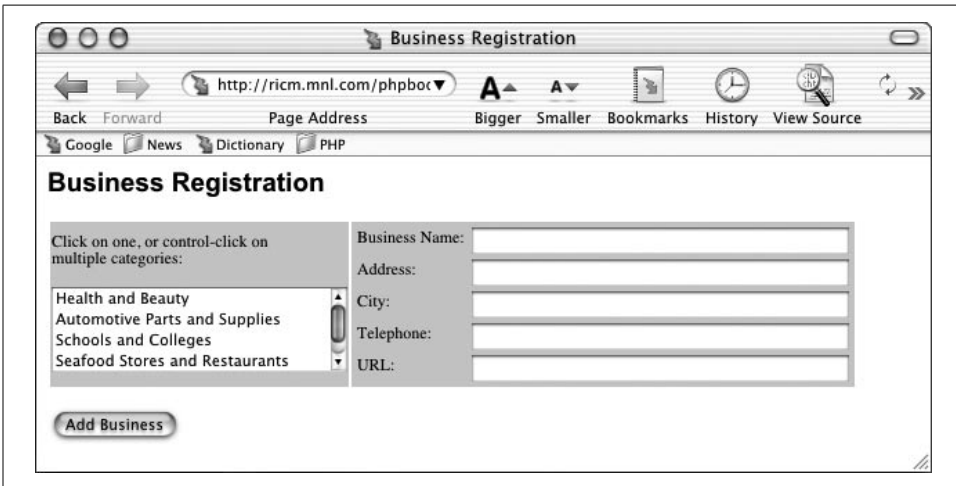 Business Registration
http://ricm.mnl.com/phpboc
A A
Back Forward Page Address Bigger Smaller Bookmarks History View Source
Google News Dictionary PHP
Business Registration
Click on one, or control-click on
multiple categories:
Health and Beauty
Automotive Parts and Supplies
Schools and Colleges
Seafood Stores and Restaurants
Business Name:
Address:
City:
Telephone:
URL:
Add Business